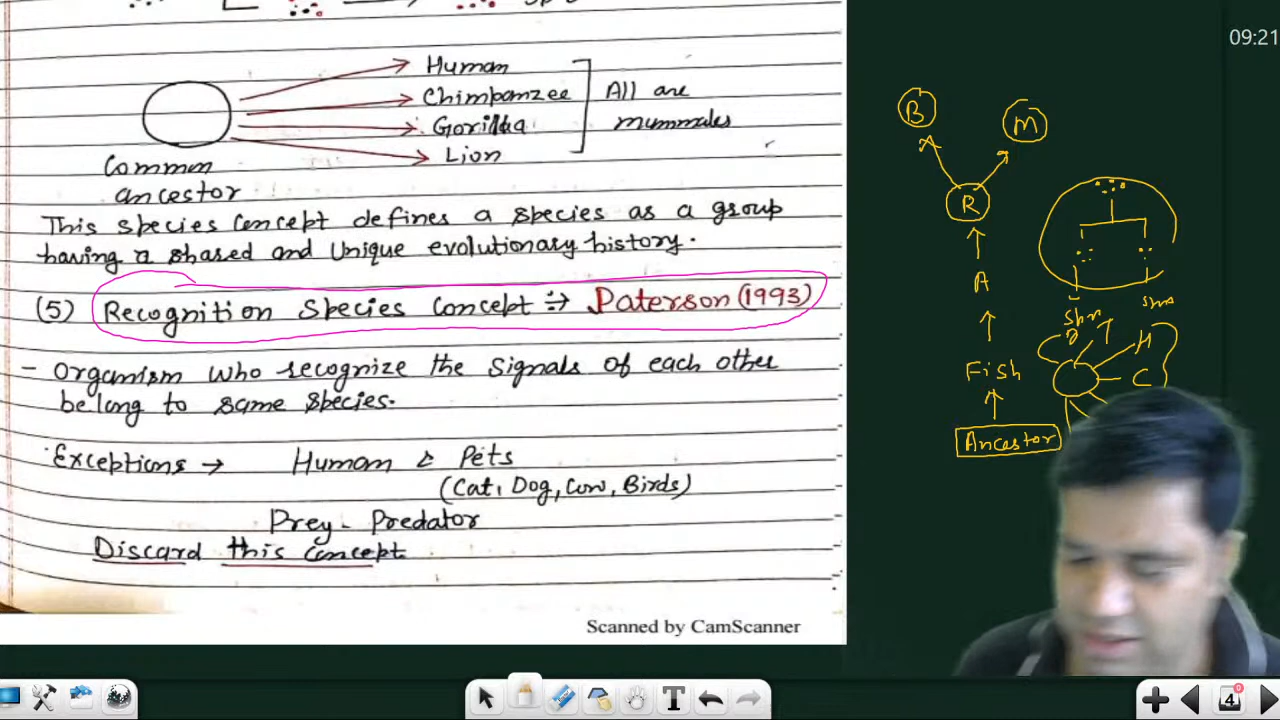 Human
Chimpanzee
Gorilla
Lion
All are
mummales
Common
ancestor
This species concept defines a species as a group
having a shared and unique evolutionary history.
(5) Recognition Species Concept :→ Paterson (1993)
- Organism who recognize the signals of each other
belong to same species.
Exceptions → Human & Pets
(Cat, Dog, Cow, Birds)
Prey - Predator
Discard this concept
Scanned by CamScanner
09:21
B
M
R
A
Fish
Ancestor
H
C
T
4